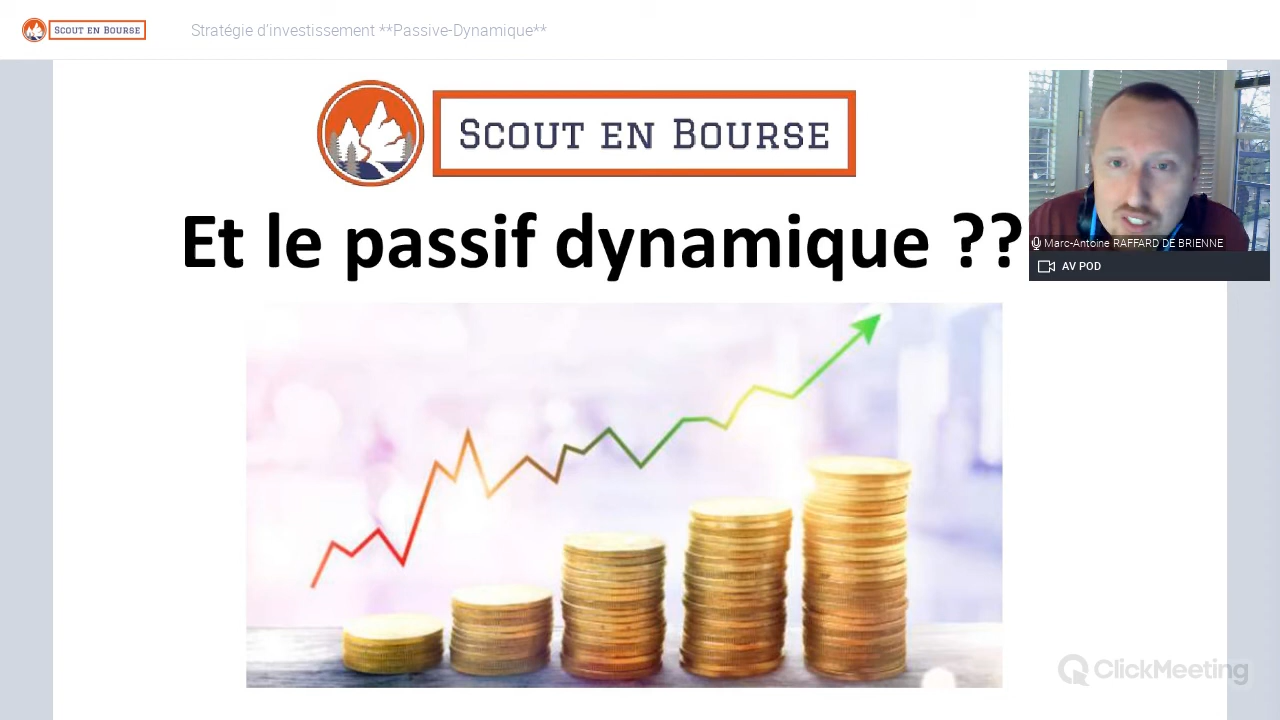 SCOUT EN BOURSE
Stratégie d'investissement **Passive-Dynamique**
SCOUT EN BOURSE
Et le passif dynamique ??
Marc-Antoine RAFFARD DE BRIENNE
AV POD
ClickMeeting